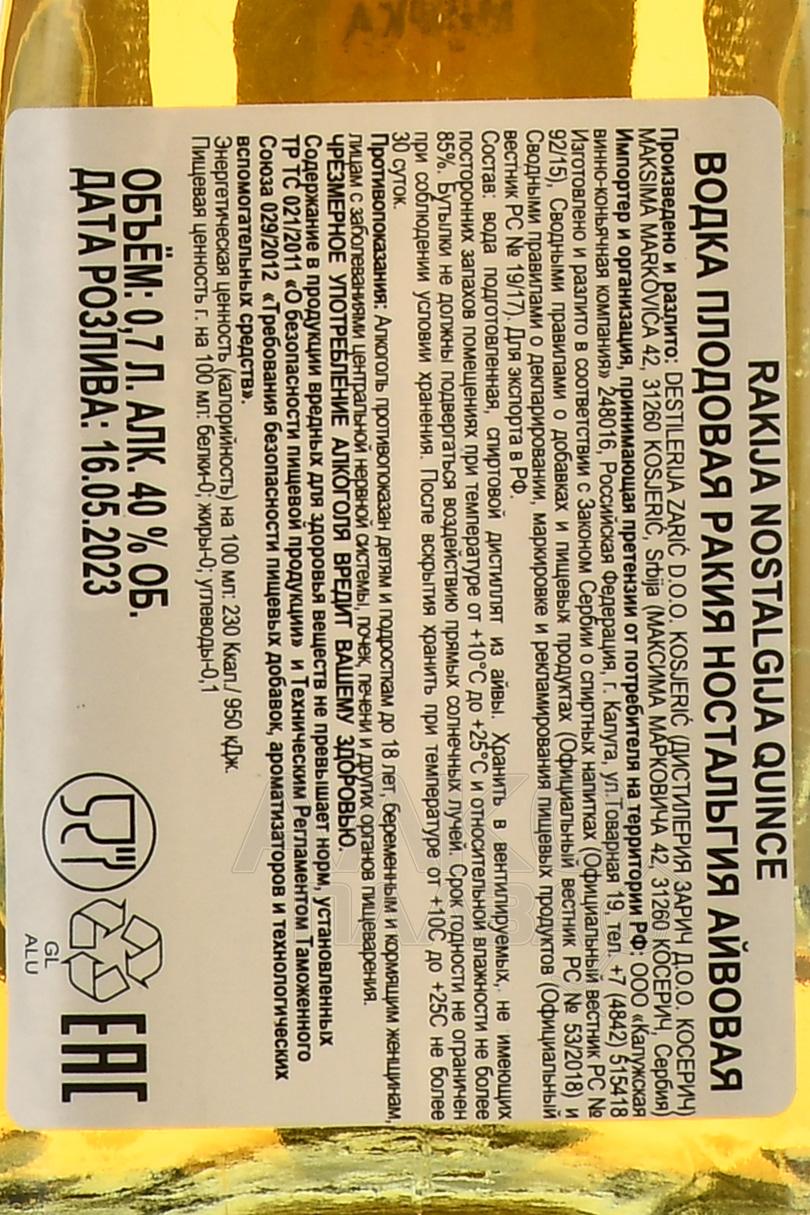 RAKIJA NOSTALGIJA QUINCE
ВОДКА ПЛОДОВАЯ РАКИЯ НОСТАЛЬГИЯ АЙВОВАЯ
Произведено и разлито: DESTILERIJA ZARIĆ D.O.O. KOSJERIĆ (ДИСТИЛЕРИЯ ЗАРИЧ Д.О.О. КОСЕРИЧ)
MAKSIMA MARKOVIĆA 42, 31260 KOSJERIĆ, Srbija (МАКСИМА МАРКОВИЧА 42, 31260 КОСЕРИЧ, Сербия)
Импортер и организация, принимающая претензии от потребителя на территории РФ: ООО «Калужская
винно-коньячная компания» 248016, Российская Федерация, г. Калуга, ул. Товарная 19, тел. +7 (4842) 515418
Изготовлено и разлито в соответствии с Законом Сербии о спиртных напитках (Официальный вестник РС №
92/15), Сводными правилами о добавках и пищевых продуктах (Официальный вестник РС № 53/2018) и
Сводными правилами о декларировании, маркировке и рекламирования пищевых продуктов (Официальный
вестник РС № 19/17). Для экспорта в РФ.
Состав: вода подготовленная, спиртовой дистиллят из айвы. Хранить в вентилируемых, не имеющих
посторонних запахов помещениях при температуре от +10°С до +25°С и относительной влажности не более
85%. Бутылки не должны подвергаться воздействию прямых солнечных лучей. Срок годности не ограничен
при соблюдении условий хранения. После вскрытия хранить при температуре от +10С до +25С не более
30 суток.
Противопоказания: Алкоголь противопоказан детям и подросткам до 18 лет, беременным и кормящим женщинам,
лицам с заболеваниями центральной нервной системы, почек, печени и других органов пищеварения.
ЧРЕЗМЕРНОЕ УПОТРЕБЛЕНИЕ АЛКОГОЛЯ ВРЕДИТ ВАШЕМУ ЗДОРОВЬЮ.
Содержание в продукции вредных для здоровья веществ не превышает норм, установленных
ТР ТС 021/2011 «О безопасности пищевой продукции» и Техническим Регламентом Таможенного
Союза 029/2012 «Требования безопасности пищевых добавок, ароматизаторов и технологических
вспомогательных средств».
Энергетическая ценность (калорийность) на 100 мл: 230 Ккал./ 950 кДж.
Пищевая ценность г. на 100 мл: белки-0; жиры-0; углеводы-0,1
ОБЪЁМ: 0,7 Л. АЛК. 40 % ОБ.
ДАТА РОЗЛИВА: 16.05.2023
GL
ALU
EAC